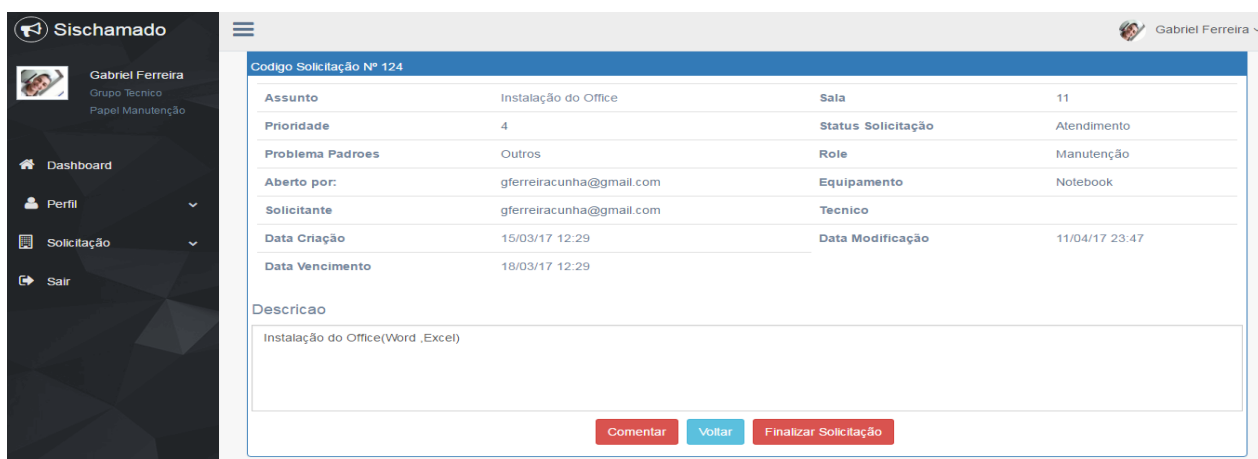 Sischamado
Gabriel Ferreira
Gabriel Ferreira
Grupo Tecnico
Papel Manutenção
Dashboard
Perfil
Solicitação
Sair
Codigo Solicitação Nº 124
Assunto Instalação do Office Sala 11
Prioridade 4 Status Solicitação Atendimento
Problema Padroes Outros Role Manutenção
Aberto por: gferreiracunha@gmail.com Equipamento Notebook
Solicitante gferreiracunha@gmail.com Tecnico
Data Criação 15/03/17 12:29 Data Modificação 11/04/17 23:47
Data Vencimento 18/03/17 12:29
Descricao
Instalação do Office(Word ,Excel)
Comentar Voltar Finalizar Solicitação